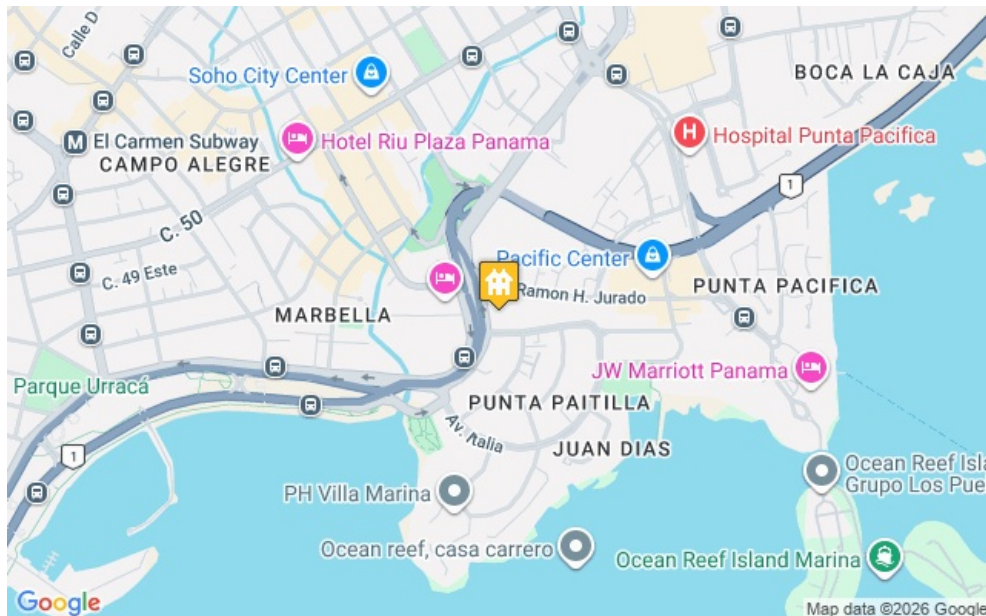 Calle D
Soho City Center
BOCA LA CAJA
El Carmen Subway
M
H
Hospital Punta Pacifica
CAMPO ALEGRE
Hotel Riu Plaza Panama
1
C. 50
C. 49 Este
Pacific Center
Ramon H. Jurado
PUNTA PACIFICA
MARBELLA
Parque Urracá
JW Marriott Panama
PUNTA PAITILLA
Av. Italia
JUAN DIAS
1
PH Villa Marina
Ocean Reef Isla
Grupo Los Pue
Ocean reef, casa carrero
Ocean Reef Island Marina
Google
Map data ©2026 Google